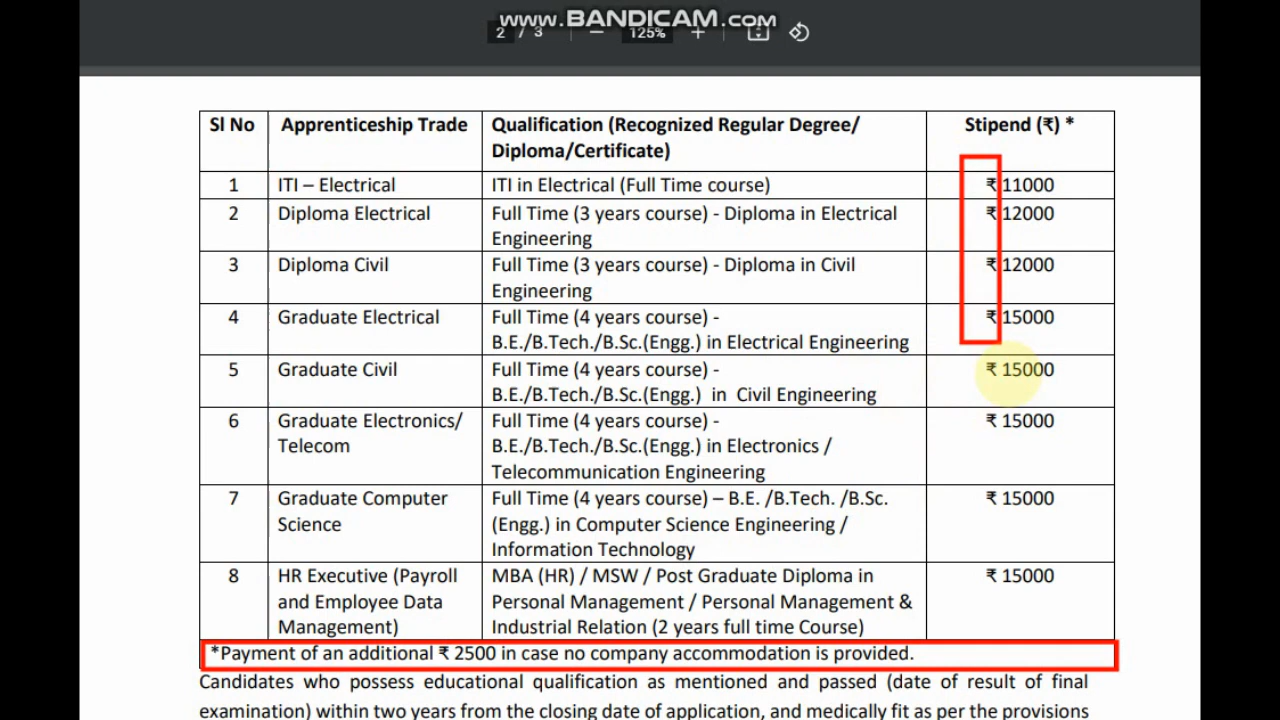 www.BANDICAM.com
2 / 3 − 125% +
Sl No Apprenticeship Trade Qualification (Recognized Regular Degree/ Stipend (₹) *
Diploma/Certificate)
1 ITI – Electrical ITI in Electrical (Full Time course) ₹ 11000
2 Diploma Electrical Full Time (3 years course) - Diploma in Electrical ₹ 12000
Engineering
3 Diploma Civil Full Time (3 years course) - Diploma in Civil ₹ 12000
Engineering
4 Graduate Electrical Full Time (4 years course) - ₹ 15000
B.E./B.Tech./B.Sc.(Engg.) in Electrical Engineering
5 Graduate Civil Full Time (4 years course) - ₹ 15000
B.E./B.Tech./B.Sc.(Engg.) in Civil Engineering
6 Graduate Electronics/ Full Time (4 years course) - ₹ 15000
Telecom B.E./B.Tech./B.Sc.(Engg.) in Electronics /
Telecommunication Engineering
7 Graduate Computer Full Time (4 years course) – B.E. /B.Tech. /B.Sc. ₹ 15000
Science (Engg.) in Computer Science Engineering /
Information Technology
8 HR Executive (Payroll MBA (HR) / MSW / Post Graduate Diploma in ₹ 15000
and Employee Data Personal Management / Personal Management &
Management) Industrial Relation (2 years full time Course)
*Payment of an additional ₹ 2500 in case no company accommodation is provided.
Candidates who possess educational qualification as mentioned and passed (date of result of final
examination) within two years from the closing date of application, and medically fit as per the provisions